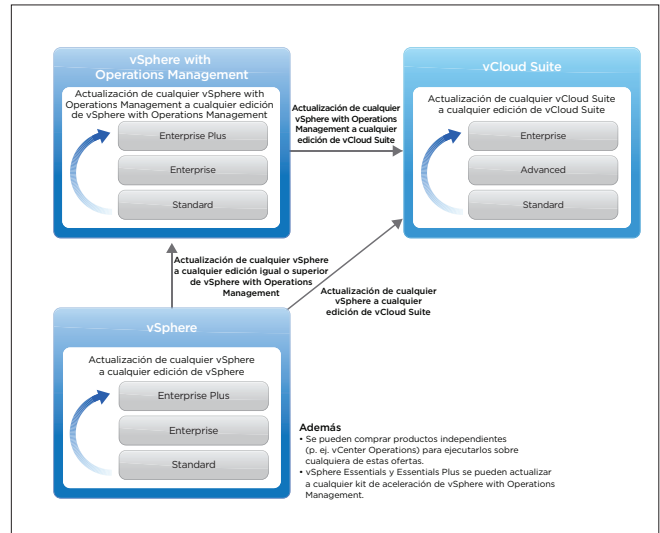 vSphere with
Operations Management
Actualización de cualquier vSphere with
Operations Management a cualquier edición
de vSphere with Operations Management
Enterprise Plus
Enterprise
Standard
Actualización de cualquier
vSphere with Operations
Management a cualquier
edición de vCloud Suite
vCloud Suite
Actualización de cualquier vCloud Suite
a cualquier edición de vCloud Suite
Enterprise
Advanced
Standard
Actualización de cualquier vSphere
a cualquier edición igual o superior
de vSphere with Operations
Management
Actualización de cualquier
vSphere a cualquier
edición de vCloud Suite
vSphere
Actualización de cualquier vSphere
a cualquier edición de vSphere
Enterprise Plus
Enterprise
Standard
Además
• Se pueden comprar productos independientes
(p. ej. vCenter Operations) para ejecutarlos sobre
cualquiera de estas ofertas.
• vSphere Essentials y Essentials Plus se pueden actualizar
a cualquier kit de aceleración de vSphere with Operations
Management.